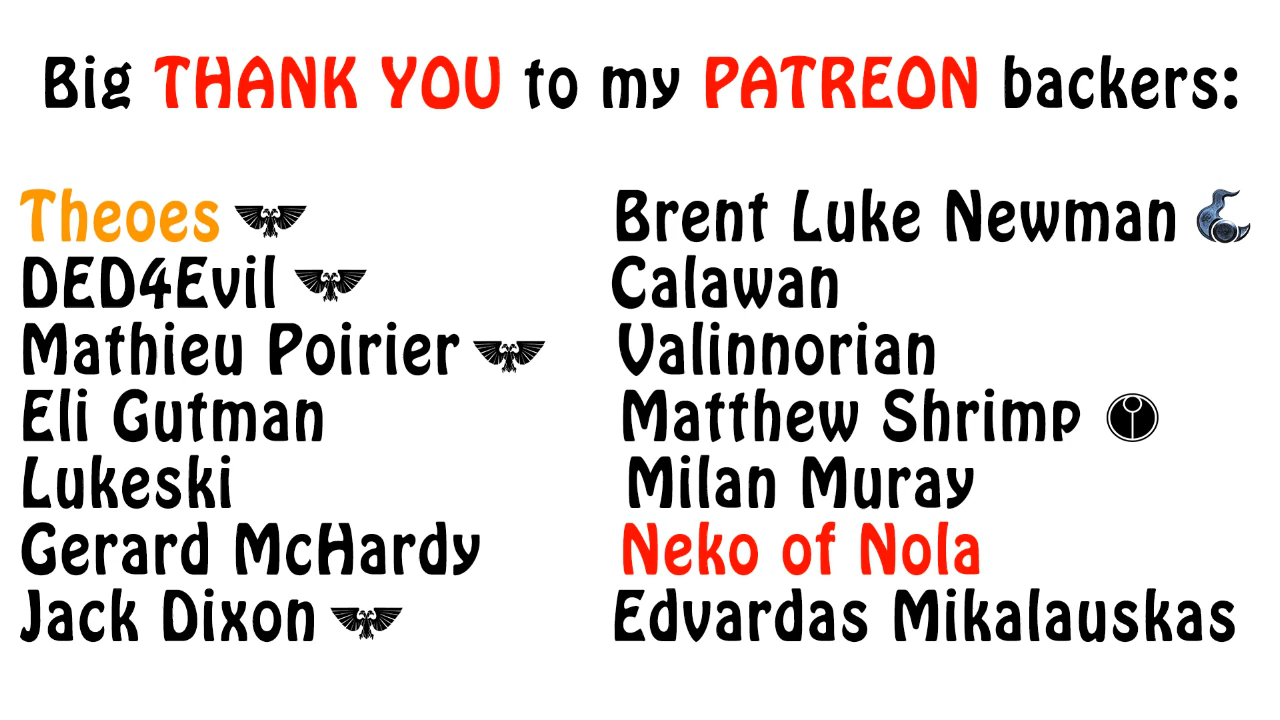 Big THANK YOU to my PATREON backers:
Theoes
DED4Evil
Mathieu Poirier
Eli Gutman
Lukeski
Gerard McHardy
Jack Dixon
Brent Luke Newman
Calawan
Valinnorian
Matthew Shrimp
Milan Muray
Neko of Nola
Edvardas Mikalauskas